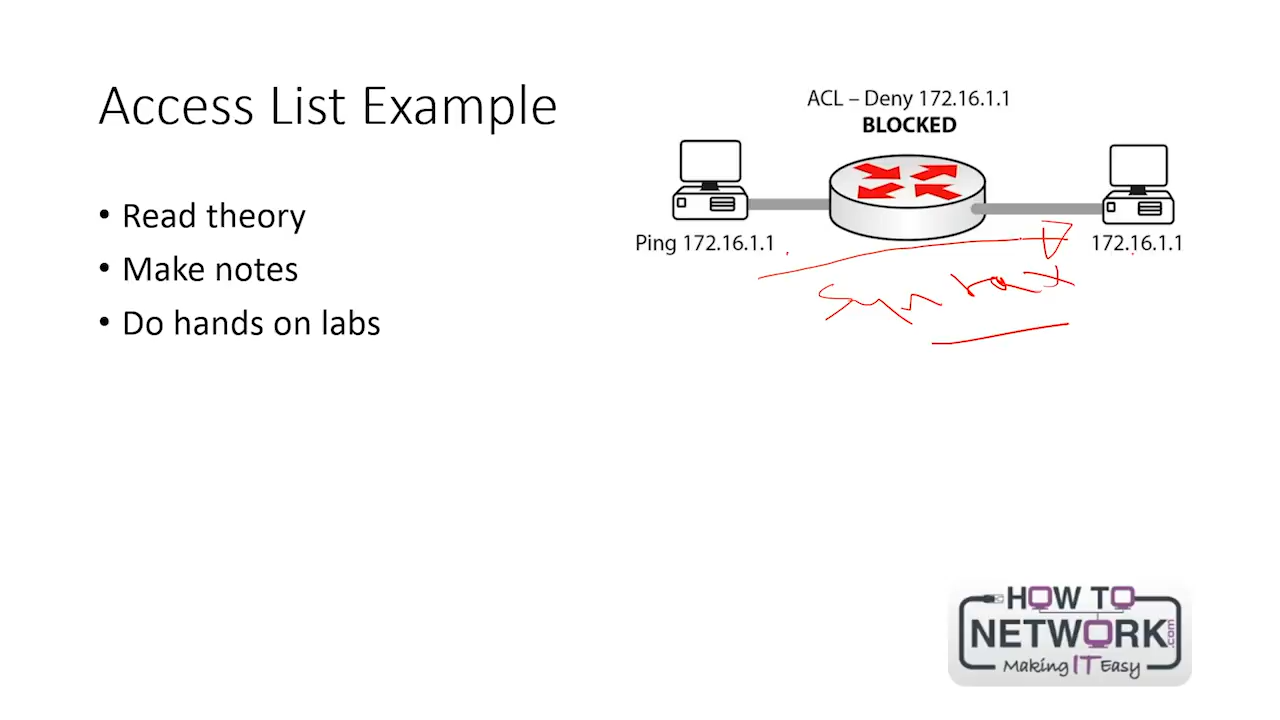 Access List Example
• Read theory
• Make notes
• Do hands on labs
ACL – Deny 172.16.1.1
BLOCKED
Ping 172.16.1.1
172.16.1.1
Syntax
HOW TO
NETWORK.com
Making IT Easy